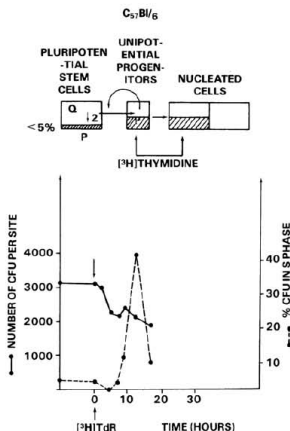 C₅₇Bl/6
PLURIPOTEN
-TIAL STEM
CELLS
UNIPOT-
ENTIAL
PROGEN-
ITORS
NUCLEATED
CELLS
Q
2
<5%
P
[³H]THYMIDINE
NUMBER OF CFU PER SITE
4000
3000
2000
1000
% CFU IN S PHASE
40
30
20
10
0 10 20 30
[³H]TdR TIME (HOURS)